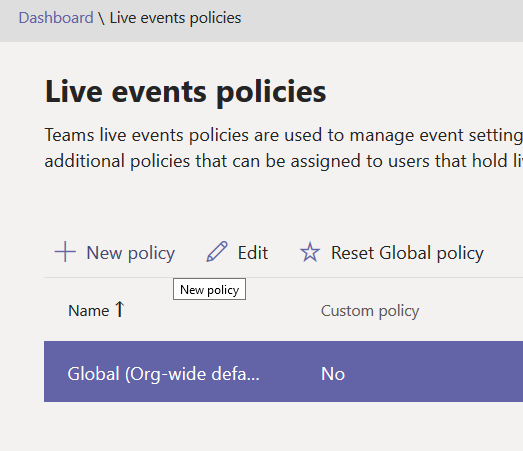 Dashboard \ Live events policies
Live events policies
Teams live events policies are used to manage event setting
additional policies that can be assigned to users that hold li
New policy Edit Reset Global policy
New policy
Name ↑ Custom policy
Global (Org-wide defa... No